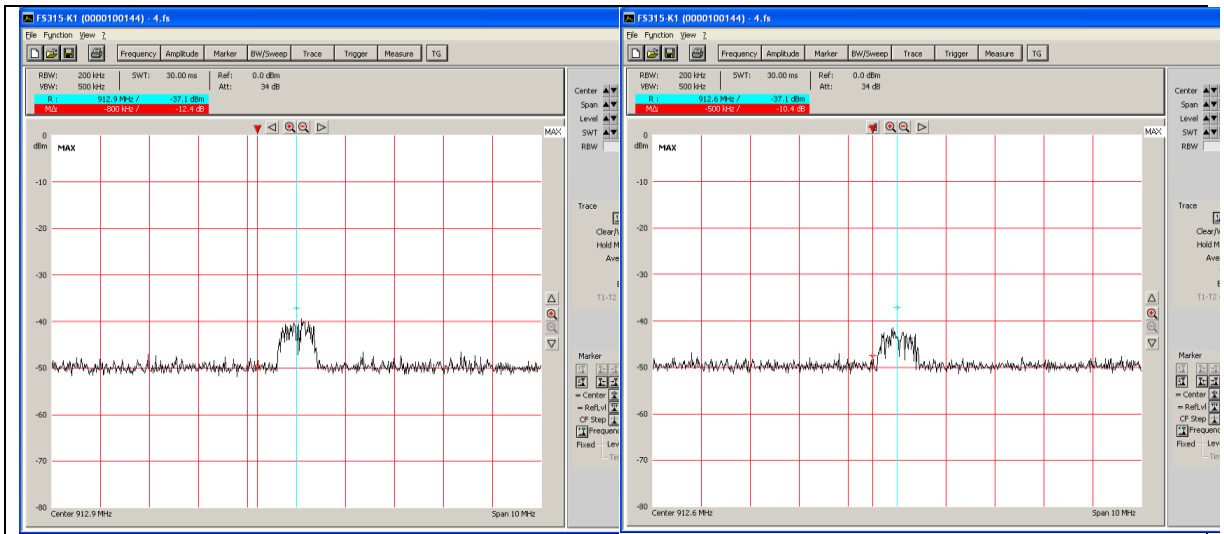 FS315-K1 (0000100144) - 4.fs
File Function View ?
Frequency Amplitude Marker BW/Sweep Trace Trigger Measure TG
RBW: 200 kHz SWT: 30.00 ms Ref: 0.0 dBm
VBW: 500 kHz Att: 34 dB
R : 912.9 MHz / -37.1 dBm
MΔ: -800 kHz / -12.4 dB
Center
Span
Level
SWT
RBW
MAX
0
dBm MAX
-10
-20
-30
-40
-50
-60
-70
-80
Center 912.9 MHz Span 10 MHz
Trace
Clear/
Hold M
Ave
T1-T2
Marker
= Center
= RefLvl
CF Step
Frequenc
Fixed Lev
Tim
FS315-K1 (0000100144) - 4.fs
File Function View ?
Frequency Amplitude Marker BW/Sweep Trace Trigger Measure TG
RBW: 200 kHz SWT: 30.00 ms Ref: 0.0 dBm
VBW: 500 kHz Att: 34 dB
R : 912.6 MHz / -37.1 dBm
MΔ: -500 kHz / -10.4 dB
Center
Span
Level
SWT
RBW
MAX
0
dBm MAX
-10
-20
-30
-40
-50
-60
-70
-80
Center 912.6 MHz Span 10 MHz
Trace
Clear/
Hold M
Ave
T1-T2
Marker
= Center
= RefLvl
CF Step
Frequenc
Fixed Lev
Tim